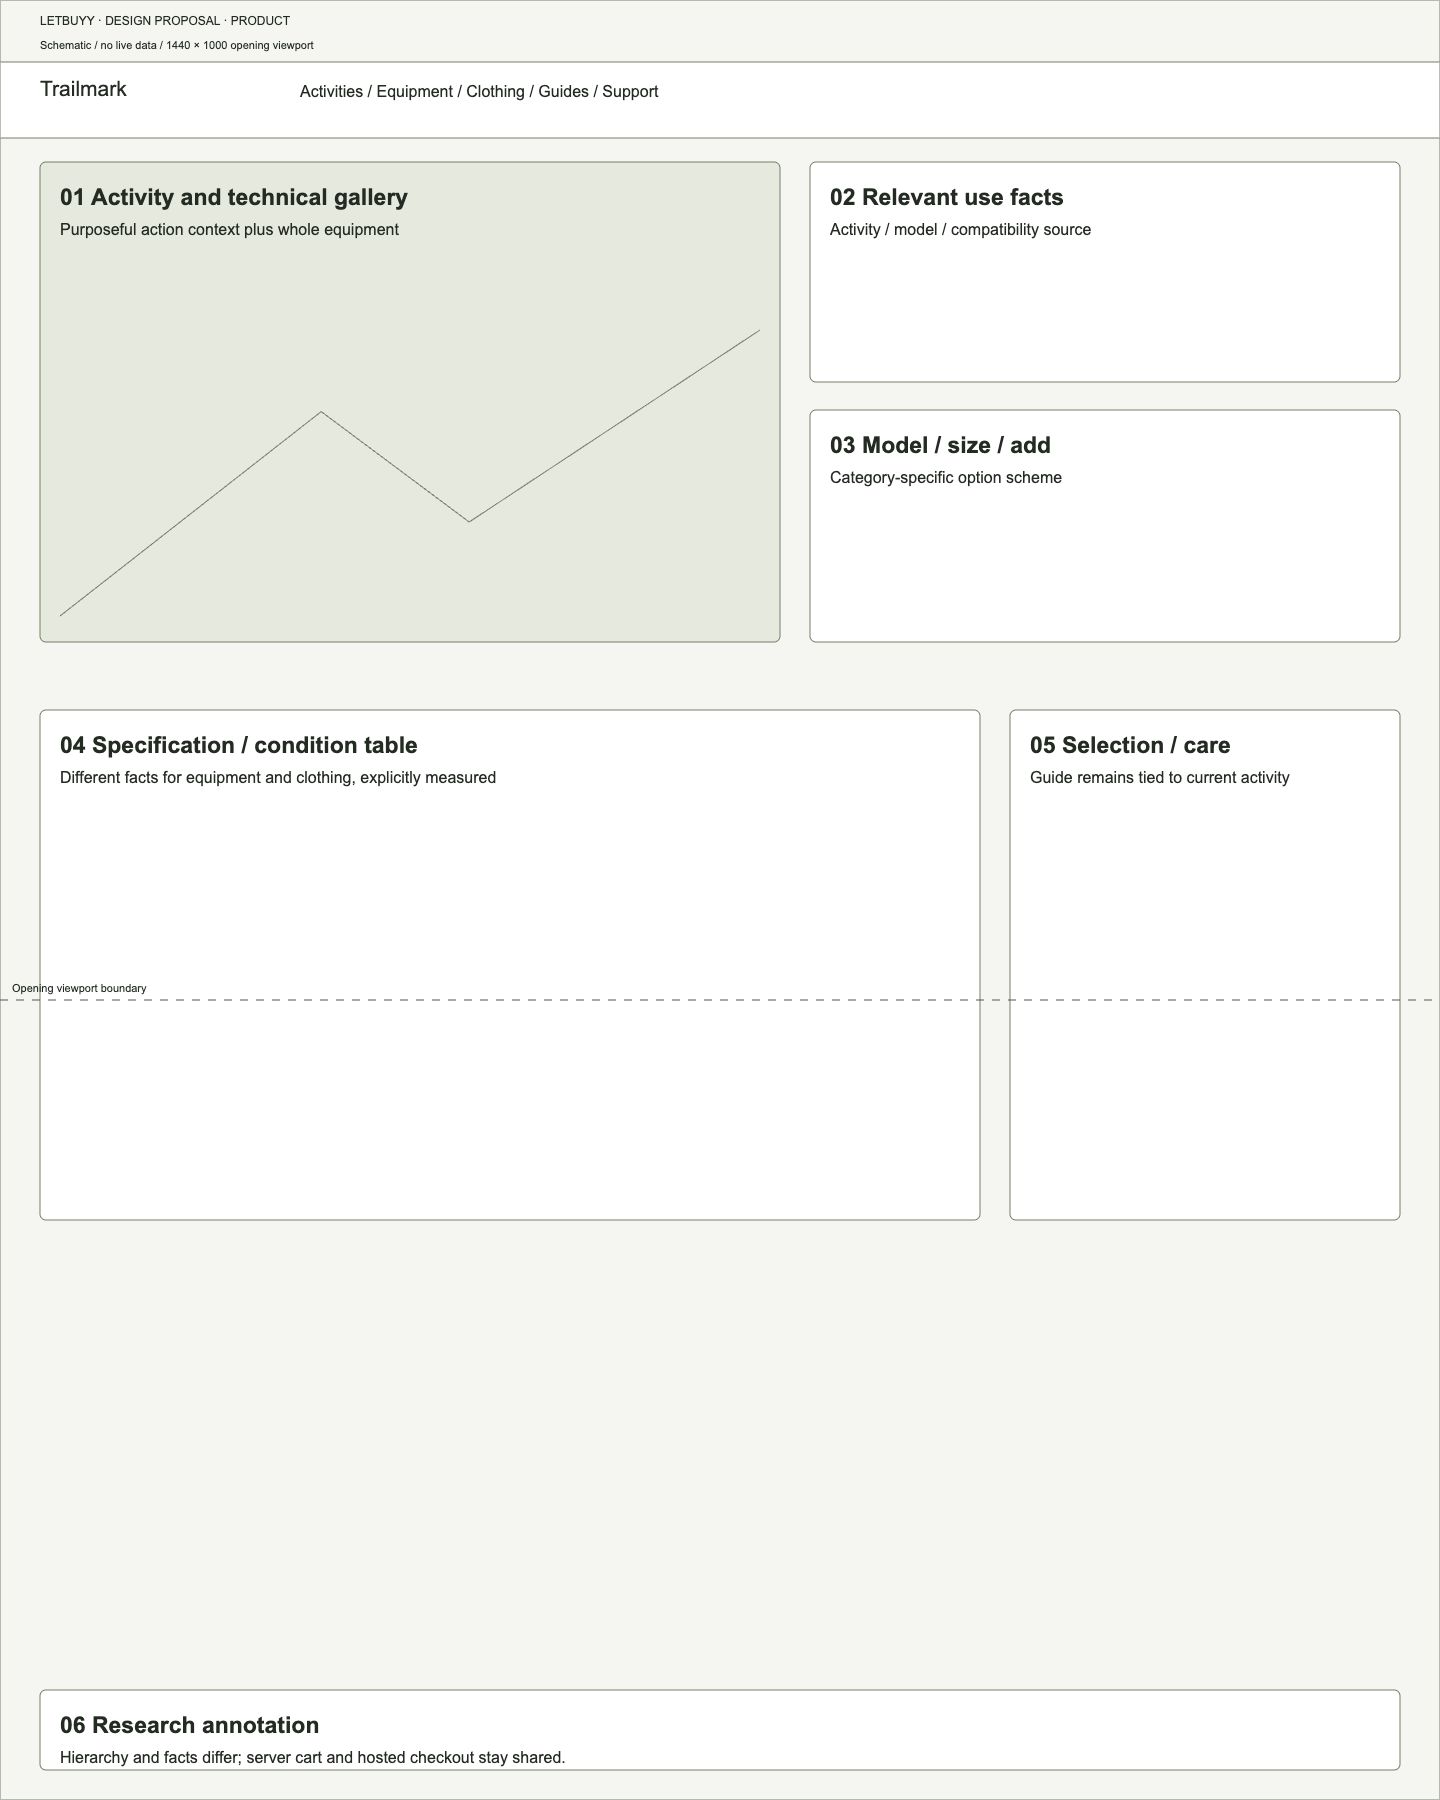 LETBUYY · DESIGN PROPOSAL · PRODUCT
Schematic / no live data / 1440 × 1000 opening viewport
Trailmark
Activities / Equipment / Clothing / Guides / Support
01 Activity and technical gallery
Purposeful action context plus whole equipment
02 Relevant use facts
Activity / model / compatibility source
03 Model / size / add
Category-specific option scheme
04 Specification / condition table
Different facts for equipment and clothing, explicitly measured
05 Selection / care
Guide remains tied to current activity
Opening viewport boundary
06 Research annotation
Hierarchy and facts differ; server cart and hosted checkout stay shared.